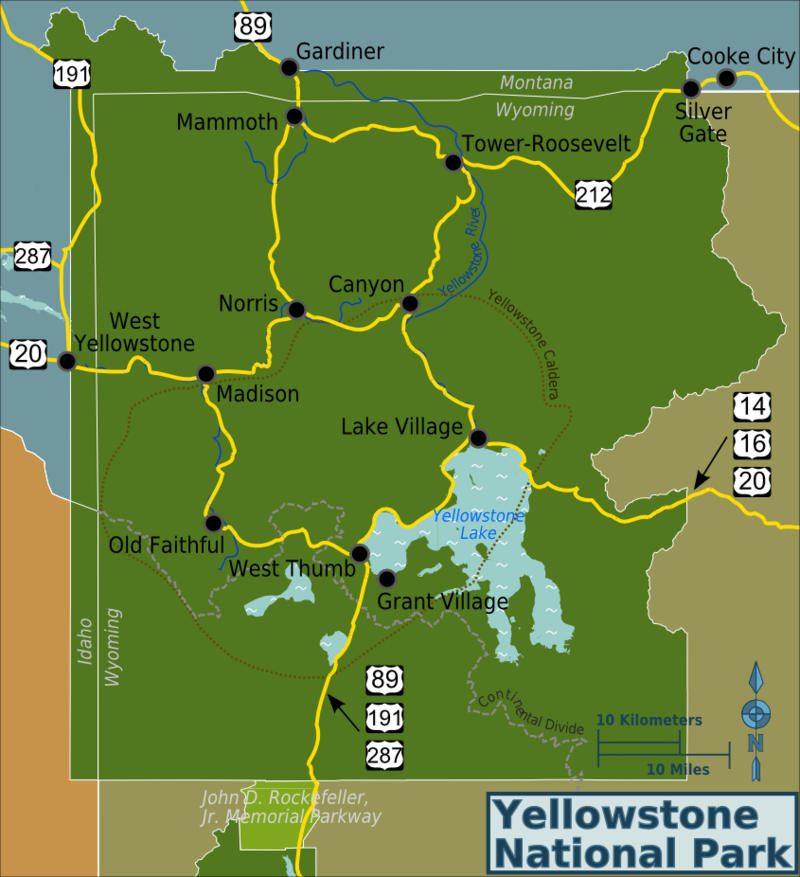 89
Gardiner
Cooke City
191
Montana
Wyoming
Silver
Gate
Mammoth
Tower-Roosevelt
212
Yellowstone River
287
Canyon
Norris
Yellowstone Caldera
West
Yellowstone
20
Madison
14
16
20
Lake Village
Yellowstone
Lake
Old Faithful
West Thumb
Grant Village
Idaho
Wyoming
89
191
287
Continental Divide
10 Kilometers
10 Miles
N
John D. Rockefeller,
Jr. Memorial Parkway
Yellowstone
National Park